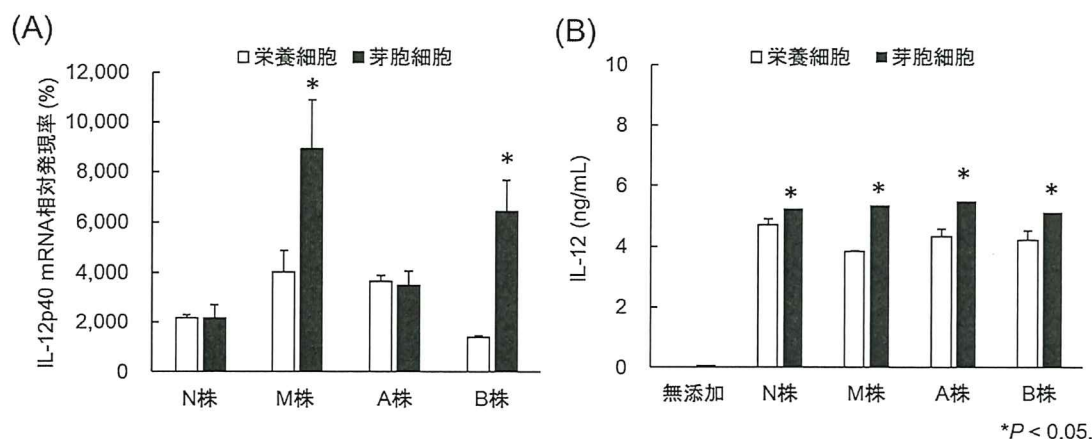 (A)
□栄養細胞 ■芽胞細胞
IL-12p40 mRNA相対発現率 (%)
12,000
10,000
8,000
6,000
4,000
2,000
0
*
*
N株 M株 A株 B株
(B)
□栄養細胞 ■芽胞細胞
IL-12 (ng/mL)
10
8
6
4
2
0
* * * *
無添加 N株 M株 A株 B株
*P < 0.05.